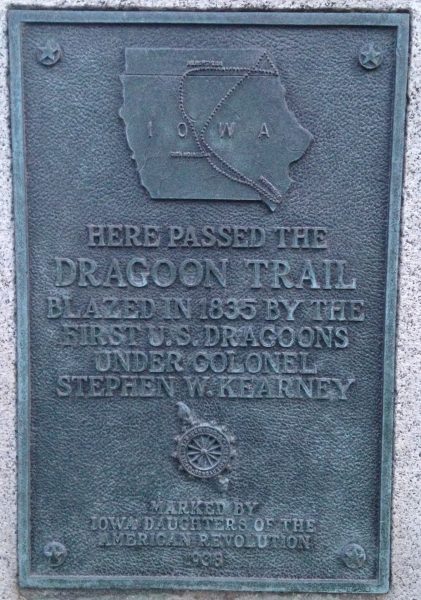 IOWA
HERE PASSED THE
DRAGOON TRAIL
BLAZED IN 1835 BY THE
FIRST U.S. DRAGOONS
UNDER COLONEL
STEPHEN W. KEARNEY
MARKED BY
IOWA DAUGHTERS OF THE
AMERICAN REVOLUTION